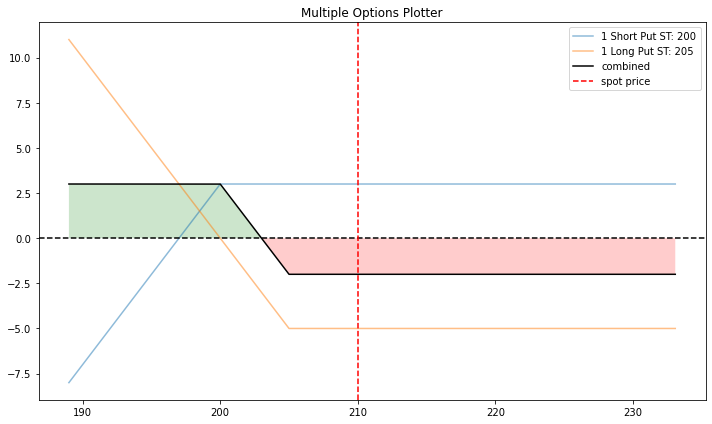 Multiple Options Plotter
1 Short Put ST: 200
1 Long Put ST: 205
combined
spot price
10.0
7.5
5.0
2.5
0.0
−2.5
−5.0
−7.5
190
200
210
220
230